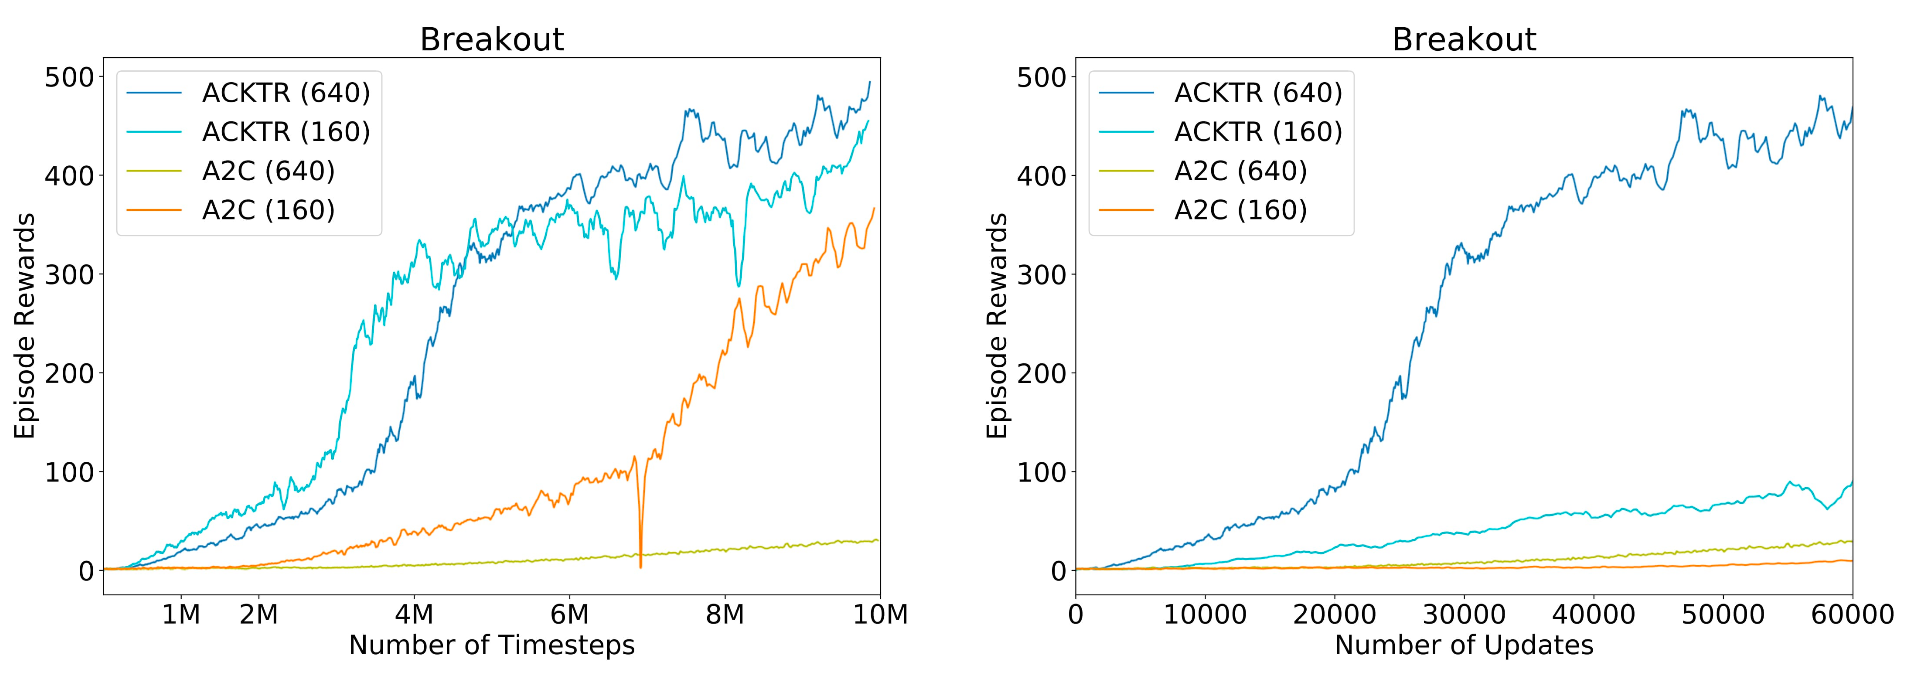 Breakout
500
400
300
200
100
0
Episode Rewards
ACKTR (640)
ACKTR (160)
A2C (640)
A2C (160)
1M 2M 4M 6M 8M 10M
Number of Timesteps
Breakout
500
400
300
200
100
0
Episode Rewards
ACKTR (640)
ACKTR (160)
A2C (640)
A2C (160)
0 10000 20000 30000 40000 50000 60000
Number of Updates